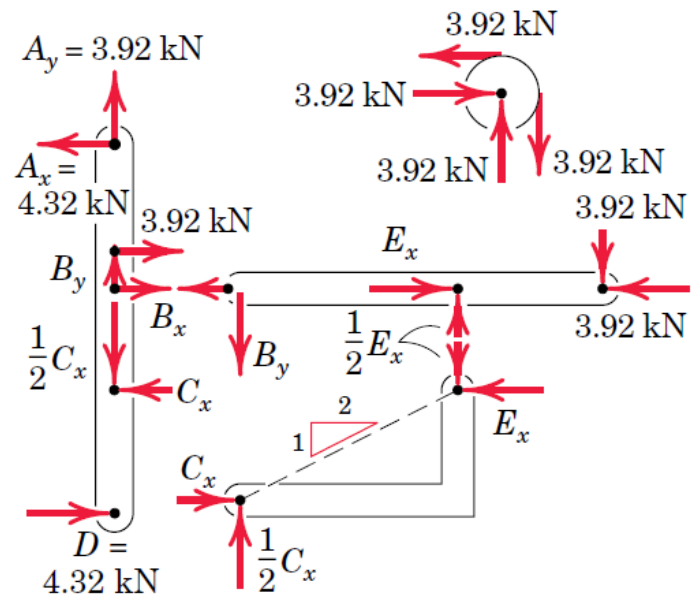 3.92 kN
A_y = 3.92 kN
3.92 kN
A_x =
4.32 kN
3.92 kN
3.92 kN
3.92 kN
3.92 kN
E_x
B_y
B_x
3.92 kN
1/2 C_x
1/2 E_x
B_y
C_x
2
1
E_x
C_x
D =
4.32 kN
1/2 C_x